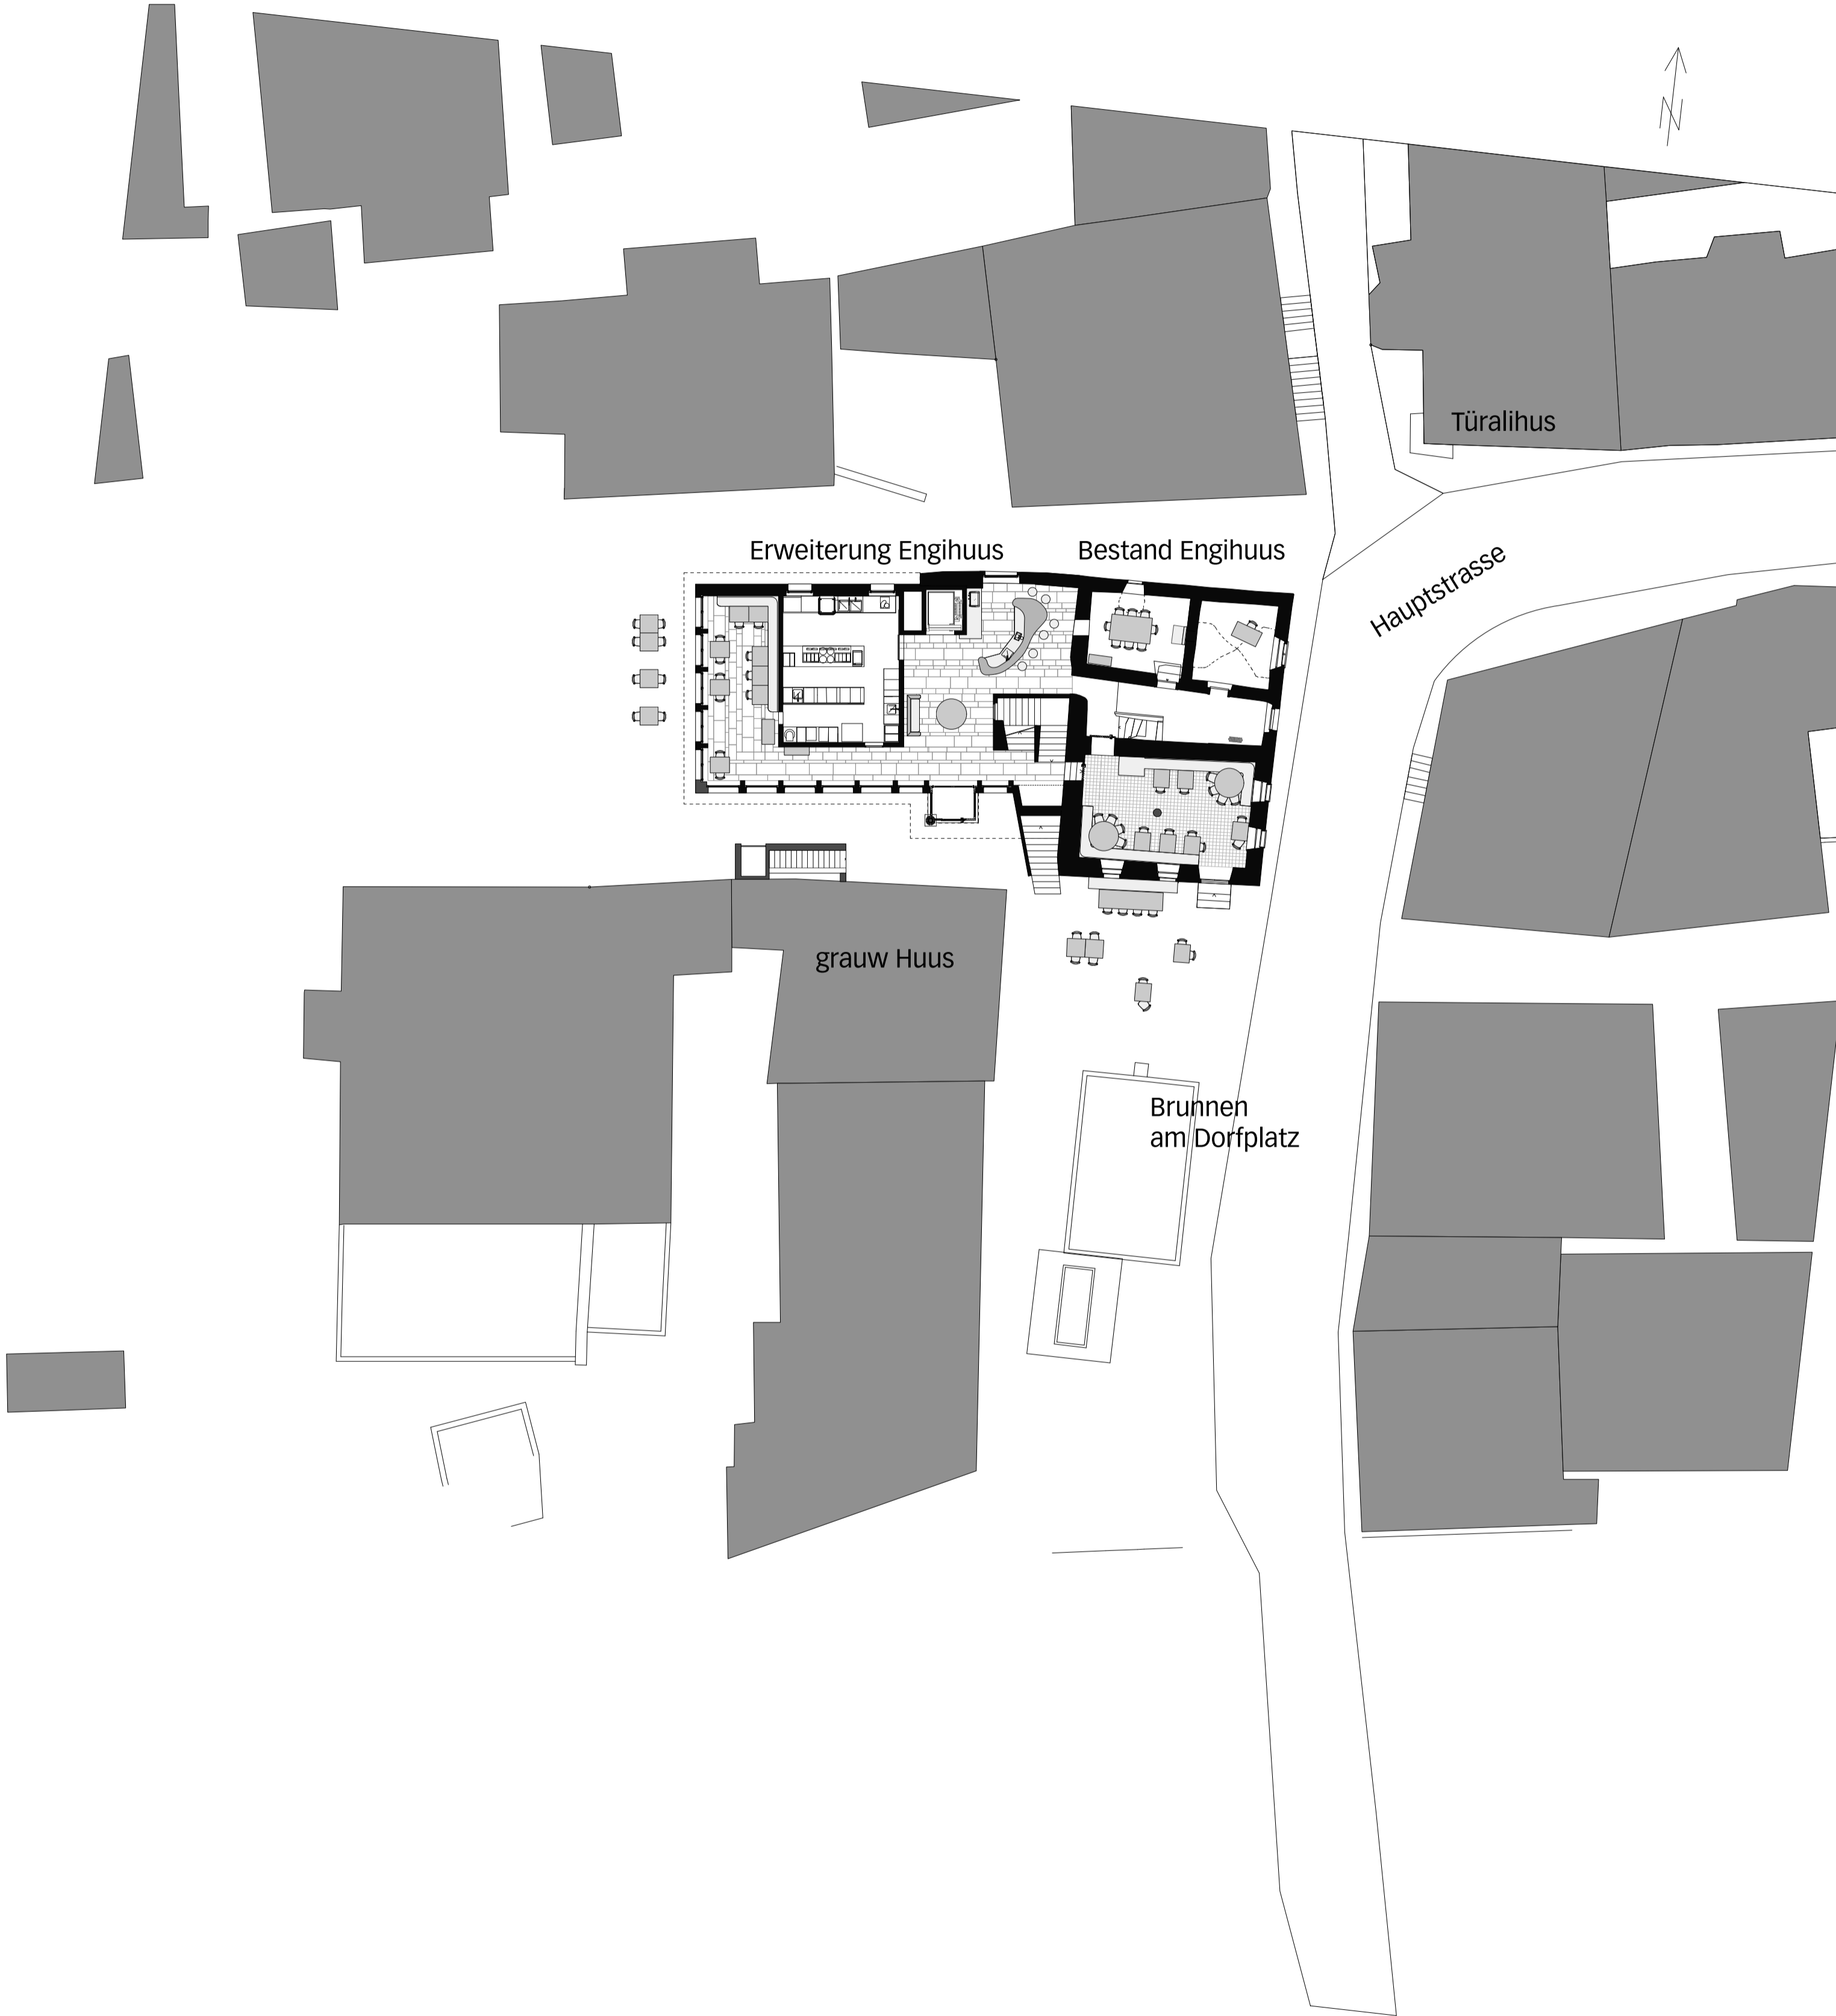 N
Türalihus
Erweiterung Engihuus
Bestand Engihuus
Hauptstrasse
grauw Huus
Brunnen
am Dorfplatz